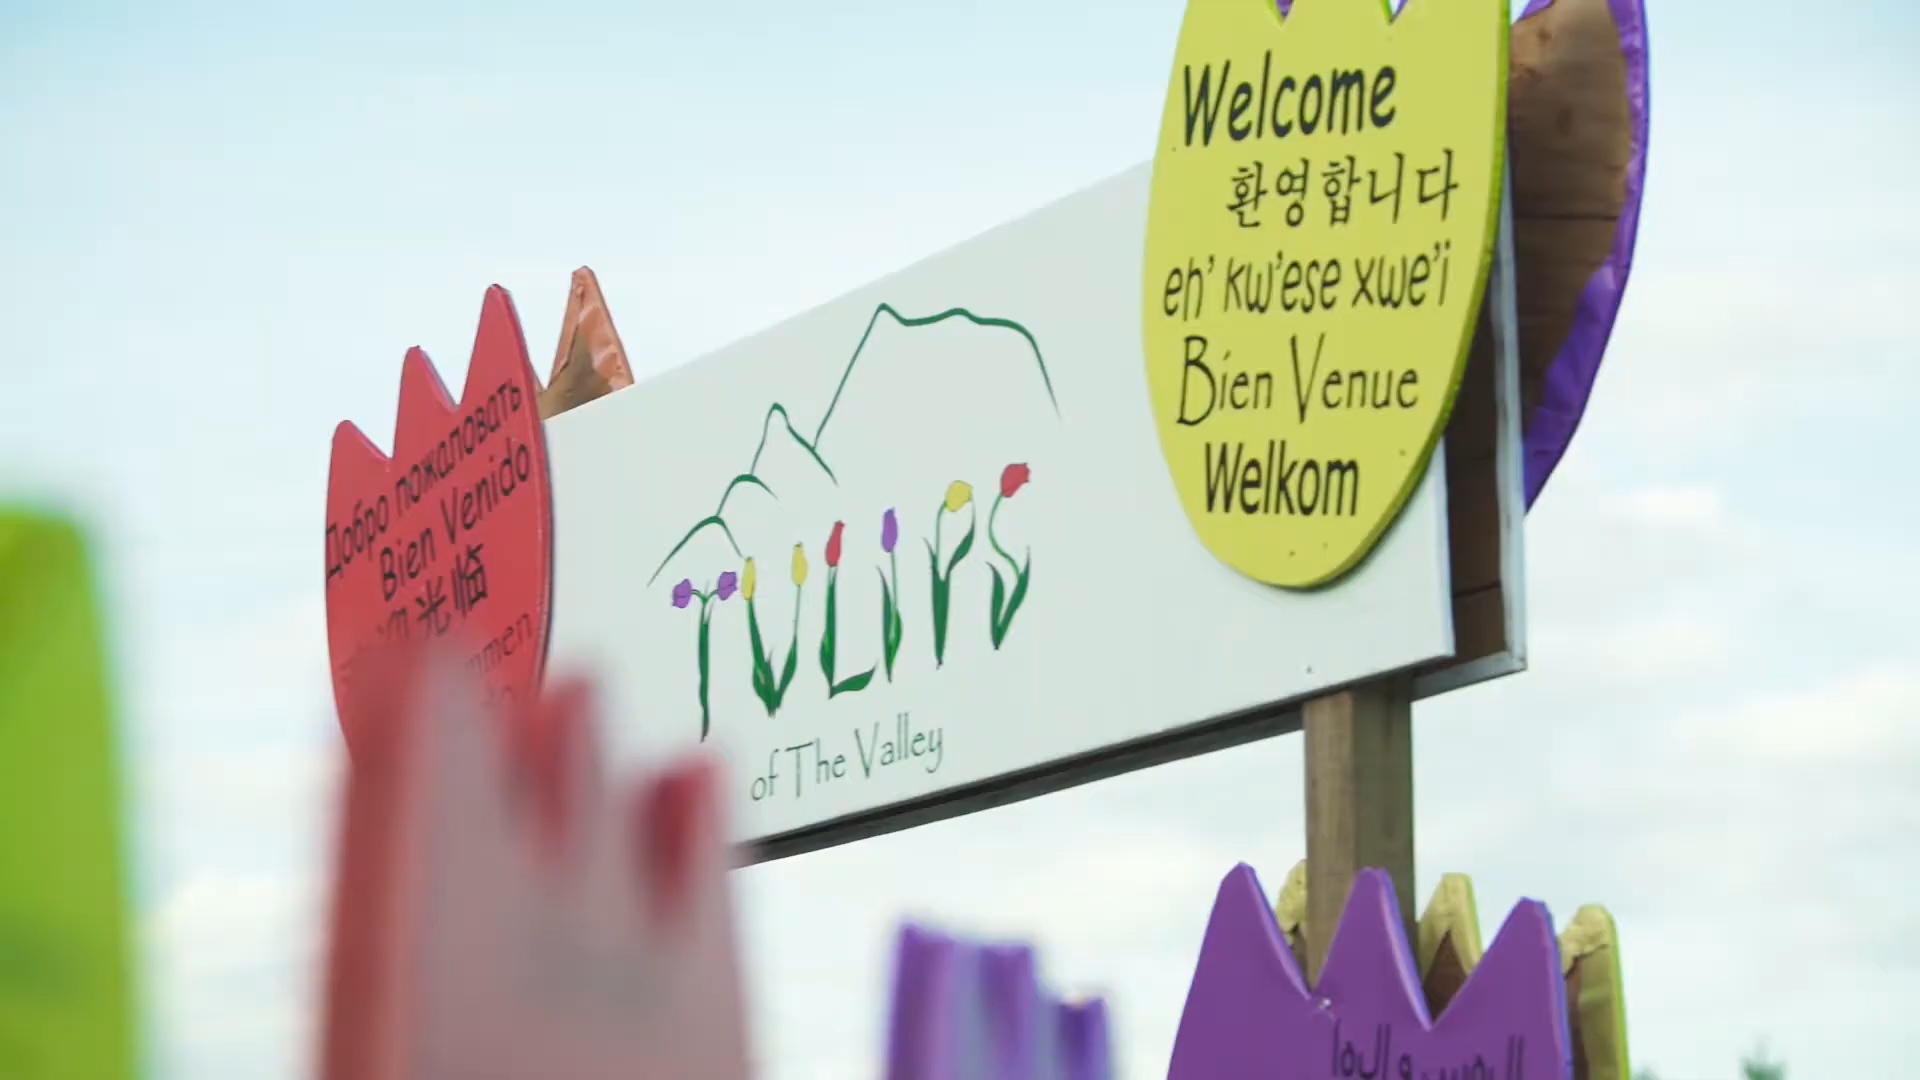 Welcome
환영합니다
eh' kw'ese xwe'i
Bien Venue
Welkom
Добро пожаловать
Bien Venido
光临
TULIPS
of The Valley